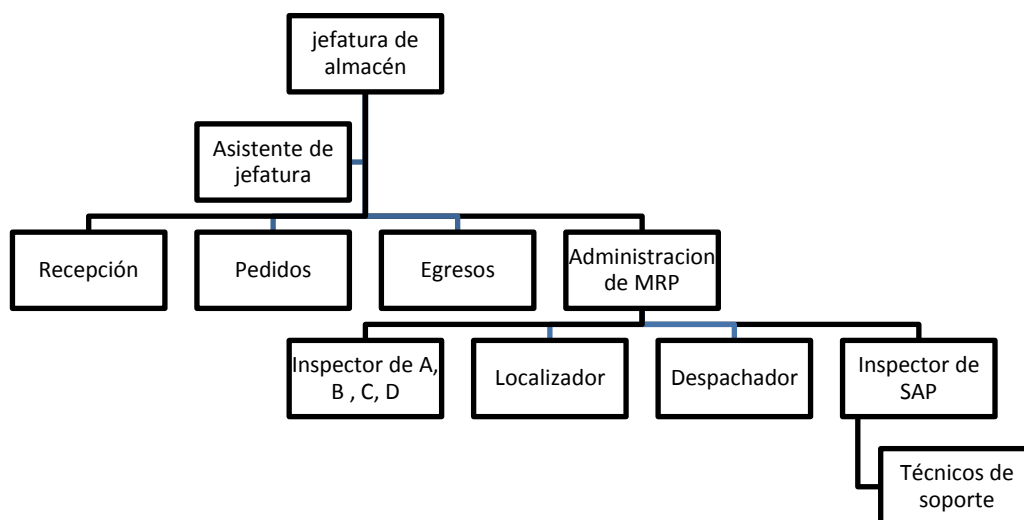 jefatura de
almacén
Asistente de
jefatura
Recepción
Pedidos
Egresos
Administracion
de MRP
Inspector de A,
B , C, D
Localizador
Despachador
Inspector de
SAP
Técnicos de
soporte